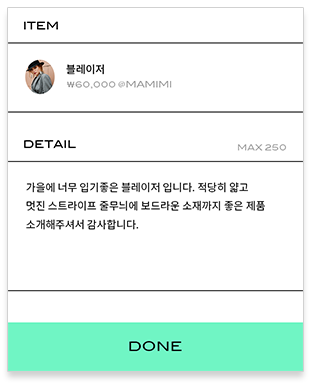 ITEM
블레이저
₩60,000 @MAMIMI
DETAIL
MAX 250
가을에 너무 입기좋은 블레이저 입니다. 적당히 얇고
멋진 스트라이프 줄무늬에 보드라운 소재까지 좋은 제품
소개해주셔서 감사합니다.
DONE